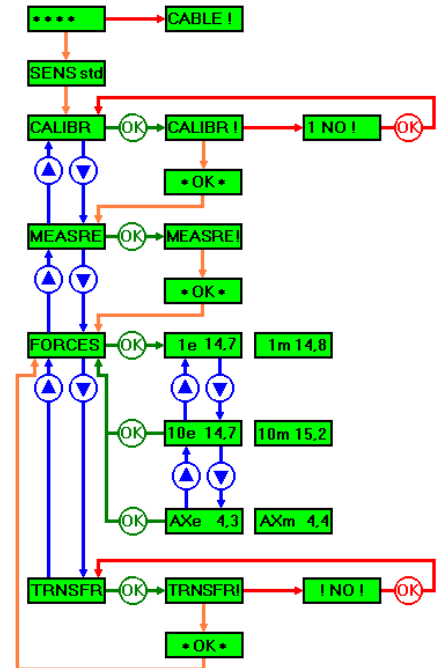 **** CABLE !
SENS std
CALIBR OK CALIBR ! 1 NO ! OK
* OK *
MEASRE OK MEASRE!
* OK *
FORCES OK 1e 14,7 1m 14,8
OK 10e 14,7 10m 15,2
OK AXe 4,3 AXm 4,4
TRNSFR OK TRNSFR! ! NO ! OK
* OK *